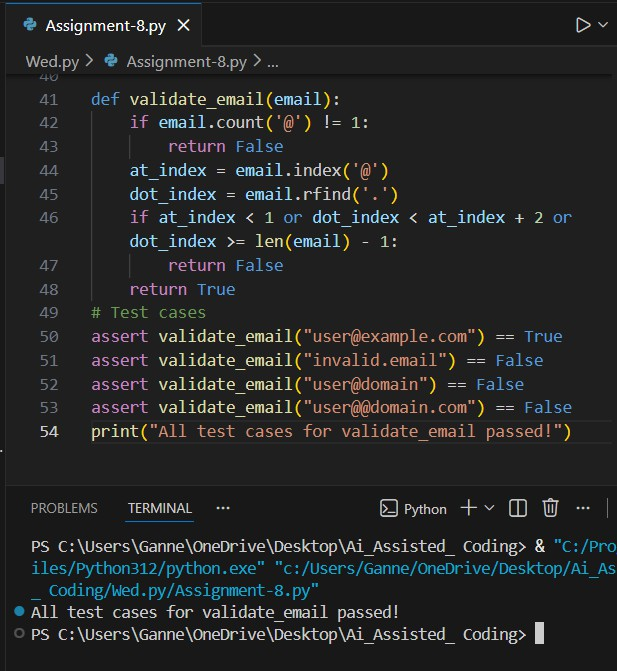 Assignment-8.py
Wed.py > Assignment-8.py > ...
40
41 def validate_email(email):
42     if email.count('@') != 1:
43         return False
44     at_index = email.index('@')
45     dot_index = email.rfind('.')
46     if at_index < 1 or dot_index < at_index + 2 or
dot_index >= len(email) - 1:
47         return False
48     return True
49 # Test cases
50 assert validate_email("user@example.com") == True
51 assert validate_email("invalid.email") == False
52 assert validate_email("user@domain") == False
53 assert validate_email("user@@domain.com") == False
54 print("All test cases for validate_email passed!")
PROBLEMS TERMINAL ... Python
PS C:\Users\Ganne\OneDrive\Desktop\Ai_Assisted_ Coding> & "C:/Pro
iles/Python312/python.exe" "c:/Users/Ganne/OneDrive/Desktop/Ai_As
_ Coding/Wed.py/Assignment-8.py"
All test cases for validate_email passed!
PS C:\Users\Ganne\OneDrive\Desktop\Ai_Assisted_ Coding>